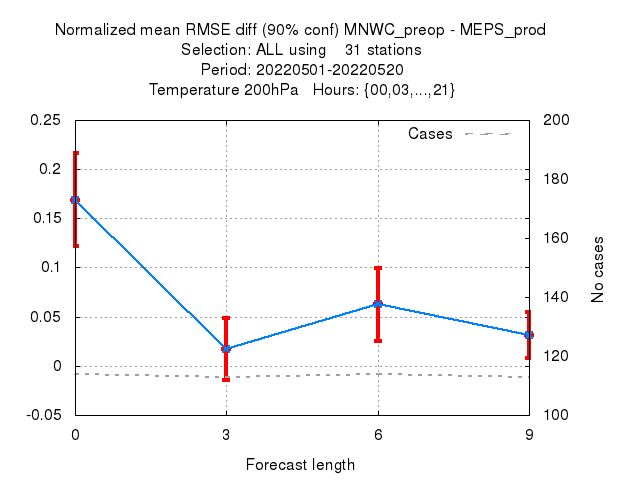 Normalized mean RMSE diff (90% conf) MNWC_preop - MEPS_prod
Selection: ALL using    31 stations
Period: 20220501-20220520
Temperature 200hPa   Hours: {00,03,...,21}
Cases
0.25
0.2
0.15
0.1
0.05
0
-0.05
200
180
160
140
120
100
No cases
0 3 6 9
Forecast length